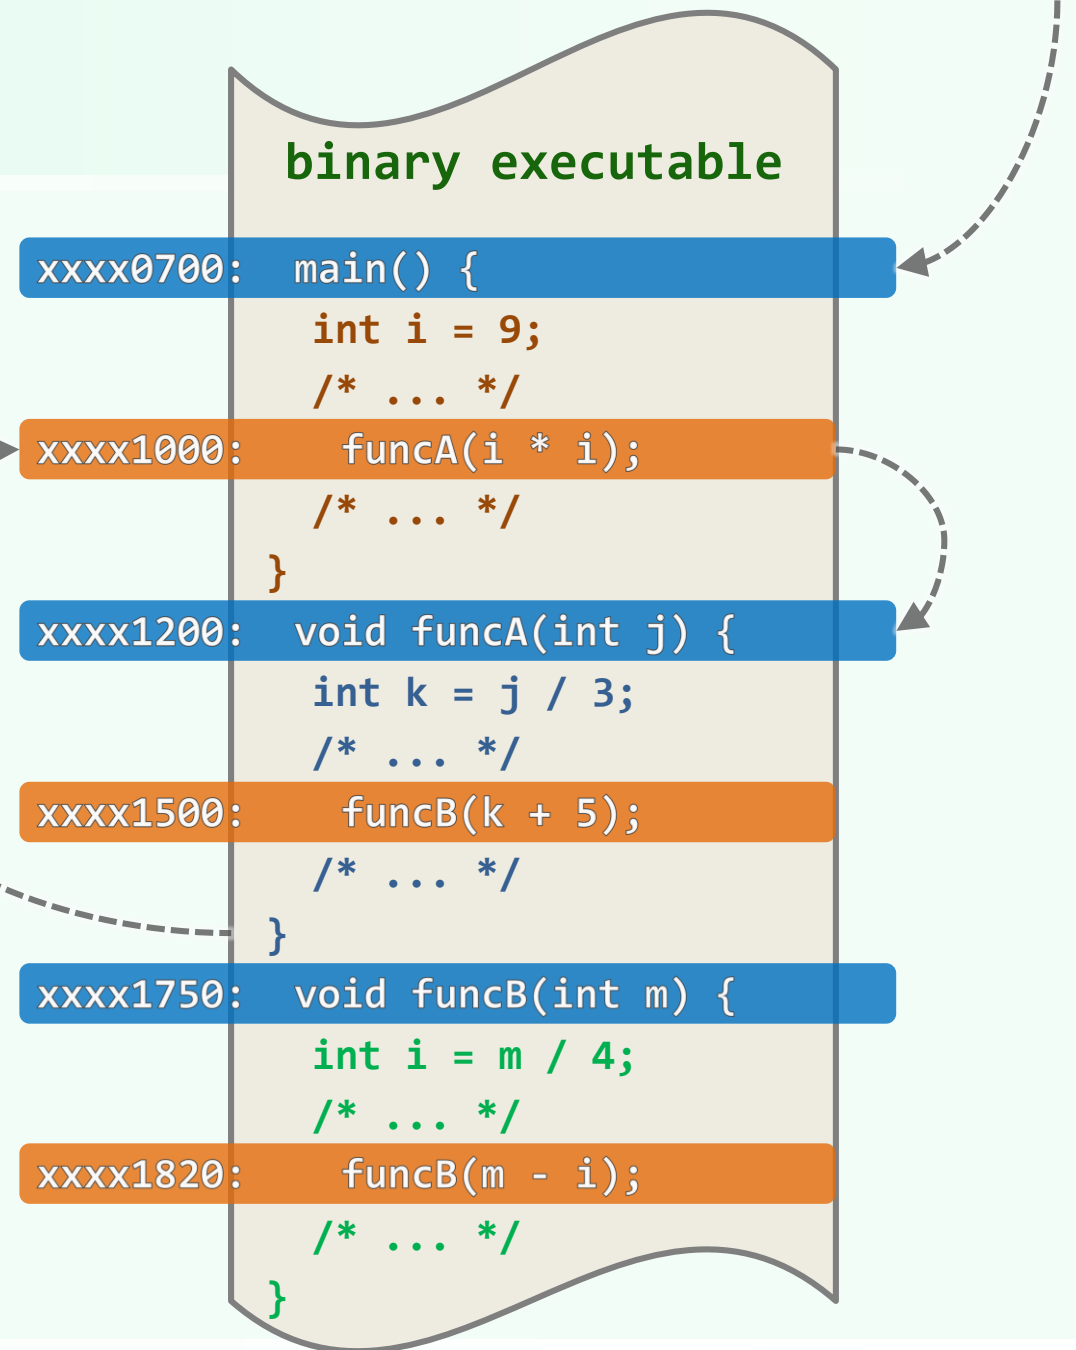 binary executable
xxxx0700: main() {
int i = 9;
/* ... */
xxxx1000: funcA(i * i);
/* ... */
}
xxxx1200: void funcA(int j) {
int k = j / 3;
/* ... */
xxxx1500: funcB(k + 5);
/* ... */
}
xxxx1750: void funcB(int m) {
int i = m / 4;
/* ... */
xxxx1820: funcB(m - i);
/* ... */
}